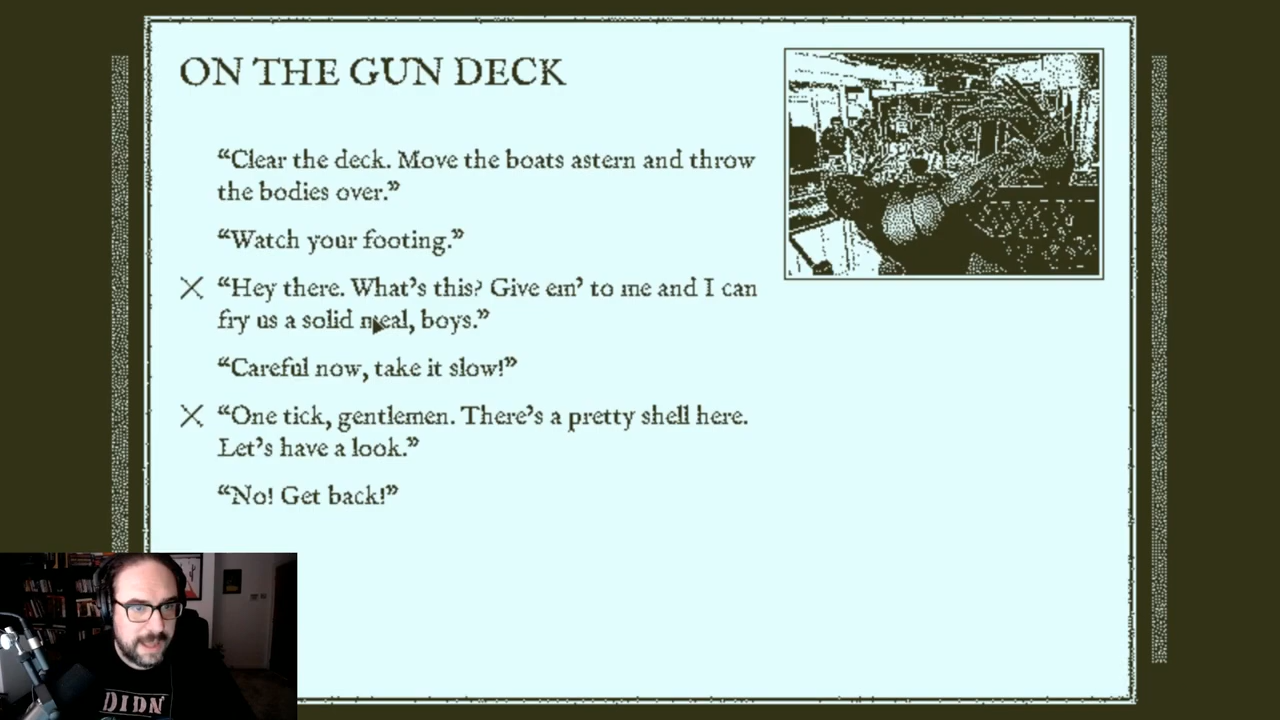 ON THE GUN DECK
“Clear the deck. Move the boats astern and throw
the bodies over.”
“Watch your footing.”
“Hey there. What’s this? Give em’ to me and I can
fry us a solid meal, boys.”
“Careful now, take it slow!”
“One tick, gentlemen. There’s a pretty shell here.
Let’s have a look.”
“No! Get back!”
DIDN